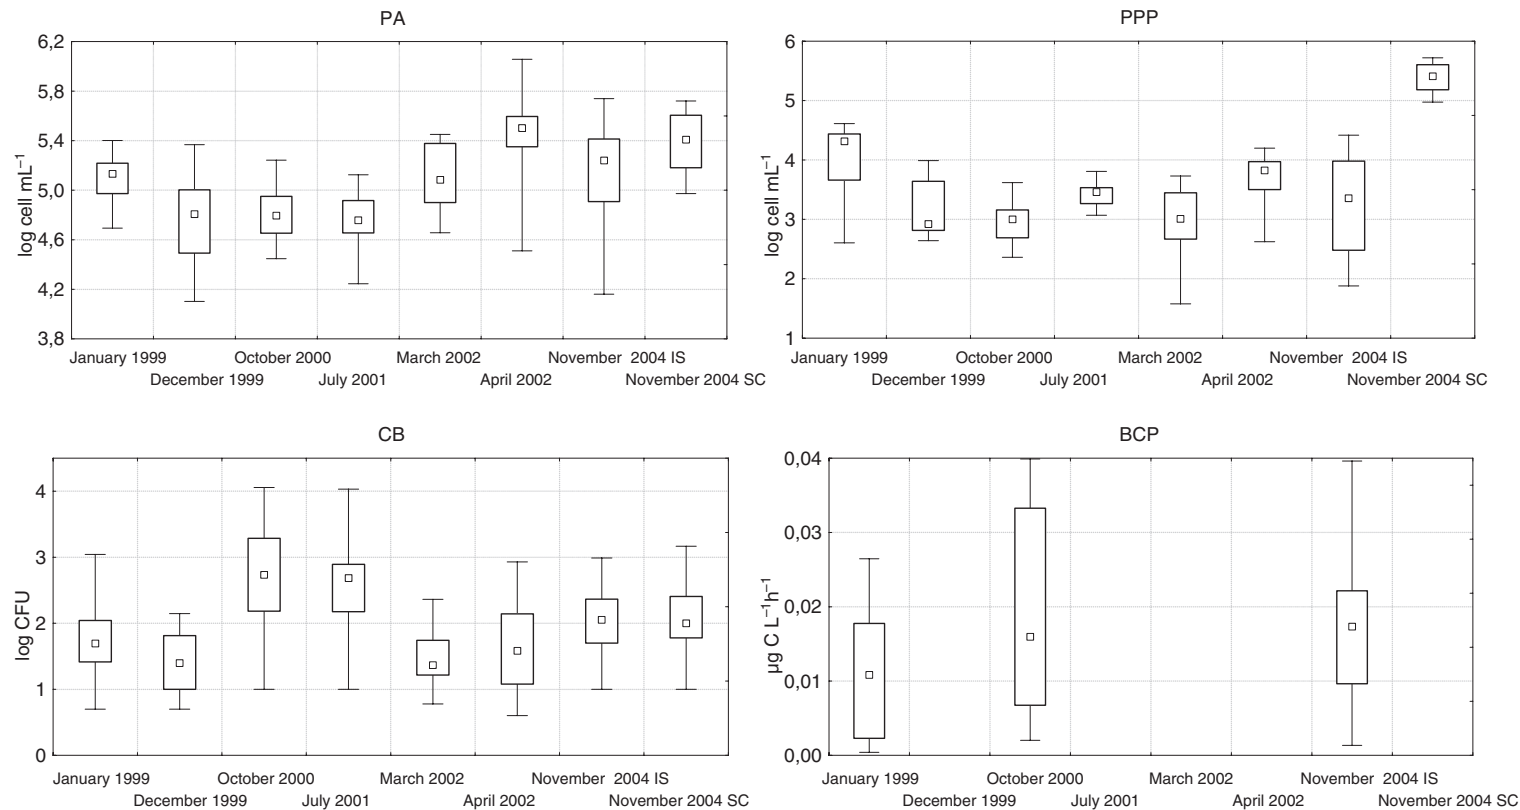 PA
6,2
5,8
5,4
5,0
4,6
4,2
3,8
log cell mL⁻¹
January 1999 October 2000 March 2002 November 2004 IS
December 1999 July 2001 April 2002 November 2004 SC
PPP
6
5
4
3
2
1
log cell mL⁻¹
January 1999 October 2000 March 2002 November 2004 IS
December 1999 July 2001 April 2002 November 2004 SC
CB
4
3
2
1
0
log CFU
January 1999 October 2000 March 2002 November 2004 IS
December 1999 July 2001 April 2002 November 2004 SC
BCP
0,04
0,03
0,02
0,01
0,00
µg C L⁻¹h⁻¹
January 1999 October 2000 March 2002 November 2004 IS
December 1999 July 2001 April 2002 November 2004 SC